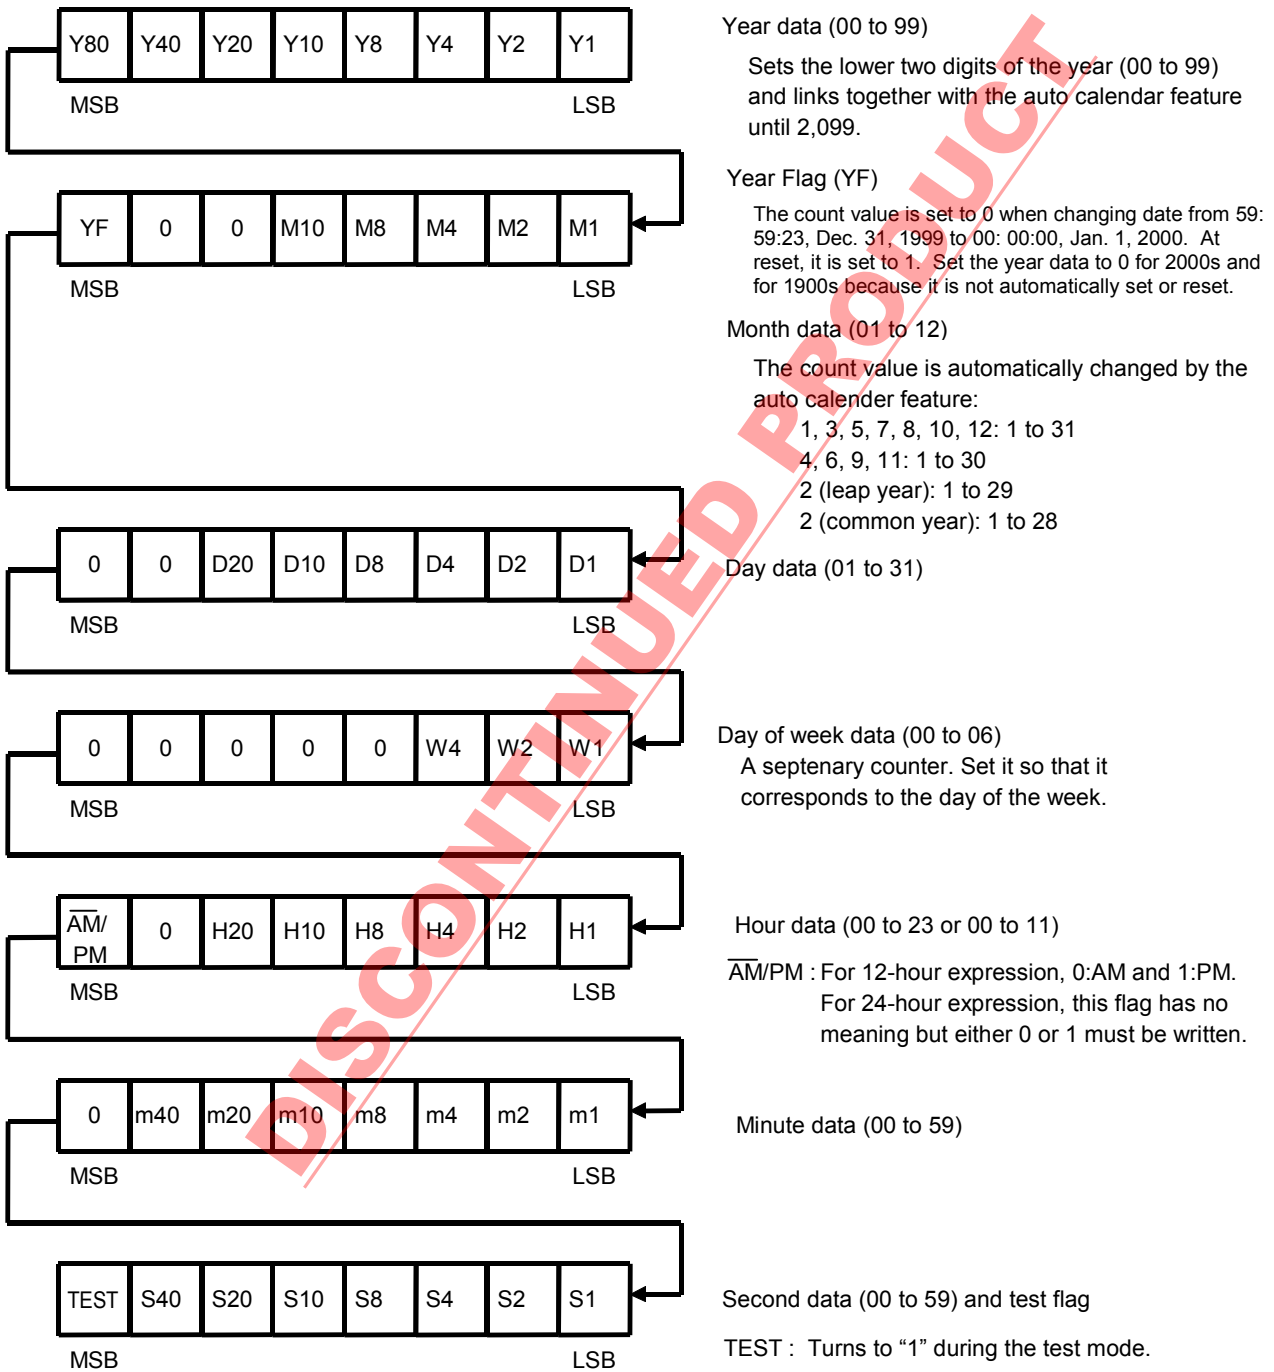 Y80 Y40 Y20 Y10 Y8 Y4 Y2 Y1
MSB LSB
Year data (00 to 99)
Sets the lower two digits of the year (00 to 99)
and links together with the auto calendar feature
until 2,099.
YF 0 0 M10 M8 M4 M2 M1
MSB LSB
Year Flag (YF)
The count value is set to 0 when changing date from 59:
59:23, Dec. 31, 1999 to 00: 00:00, Jan. 1, 2000. At
reset, it is set to 1. Set the year data to 0 for 2000s and
for 1900s because it is not automatically set or reset.
Month data (01 to 12)
The count value is automatically changed by the
auto calender feature:
1, 3, 5, 7, 8, 10, 12: 1 to 31
4, 6, 9, 11: 1 to 30
2 (leap year): 1 to 29
2 (common year): 1 to 28
0 0 D20 D10 D8 D4 D2 D1
MSB LSB
Day data (01 to 31)
0 0 0 0 0 W4 W2 W1
MSB LSB
Day of week data (00 to 06)
A septenary counter. Set it so that it
corresponds to the day of the week.
A̅M̅/PM 0 H20 H10 H8 H4 H2 H1
MSB LSB
Hour data (00 to 23 or 00 to 11)
A̅M̅/PM : For 12-hour expression, 0:AM and 1:PM.
For 24-hour expression, this flag has no
meaning but either 0 or 1 must be written.
0 m40 m20 m10 m8 m4 m2 m1
MSB LSB
Minute data (00 to 59)
TEST S40 S20 S10 S8 S4 S2 S1
MSB LSB
Second data (00 to 59) and test flag
TEST : Turns to “1” during the test mode.
DISCONTINUED PRODUCT